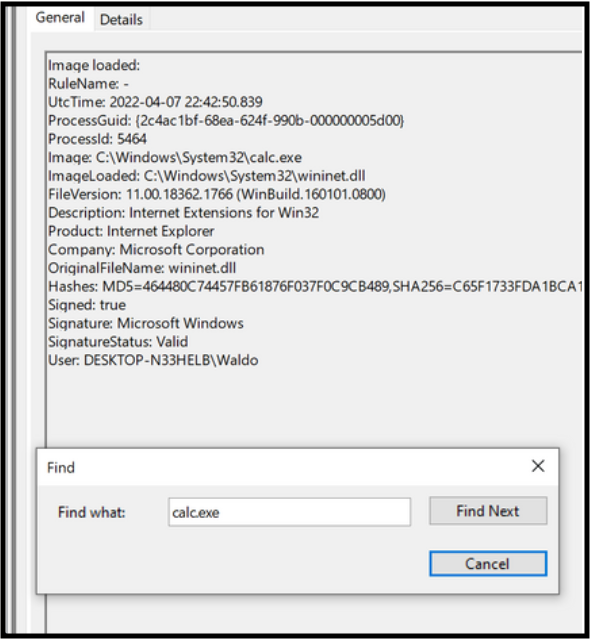 General Details
Image loaded:
RuleName: -
UtcTime: 2022-04-07 22:42:50.839
ProcessGuid: {2c4ac1bf-68ea-624f-990b-000000005d00}
ProcessId: 5464
Image: C:\Windows\System32\calc.exe
ImageLoaded: C:\Windows\System32\wininet.dll
FileVersion: 11.00.18362.1766 (WinBuild.160101.0800)
Description: Internet Extensions for Win32
Product: Internet Explorer
Company: Microsoft Corporation
OriginalFileName: wininet.dll
Hashes: MD5=464480C74457FB61876F037F0C9CB489,SHA256=C65F1733FDA1BCA1
Signed: true
Signature: Microsoft Windows
SignatureStatus: Valid
User: DESKTOP-N33HELB\Waldo
Find
Find what: calc.exe Find Next
Cancel